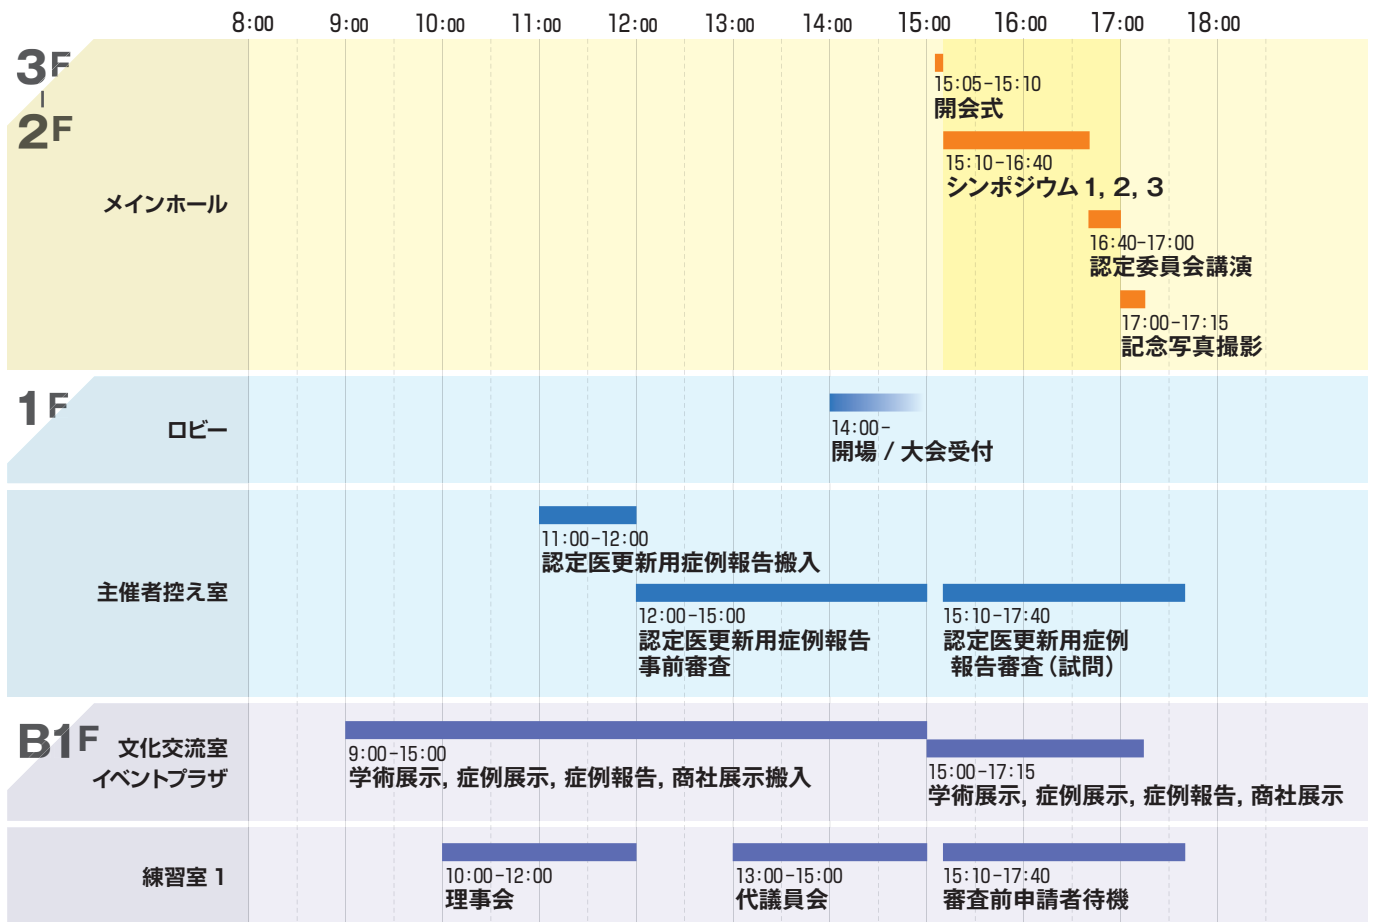 8:00 9:00 10:00 11:00 12:00 13:00 14:00 15:00 16:00 17:00 18:00
3F
2F
メインホール
15:05-15:10
開会式
15:10-16:40
シンポジウム 1, 2, 3
16:40-17:00
認定委員会講演
17:00-17:15
記念写真撮影
1F
ロビー
14:00-
開場 / 大会受付
主催者控え室
11:00-12:00
認定医更新用症例報告搬入
12:00-15:00
認定医更新用症例報告
事前審査
15:10-17:40
認定医更新用症例
報告審査（試問）
B1F
文化交流室
イベントプラザ
9:00-15:00
学術展示, 症例展示, 症例報告, 商社展示搬入
15:00-17:15
学術展示, 症例展示, 症例報告, 商社展示
練習室 1
10:00-12:00
理事会
13:00-15:00
代議員会
15:10-17:40
審査前申請者待機